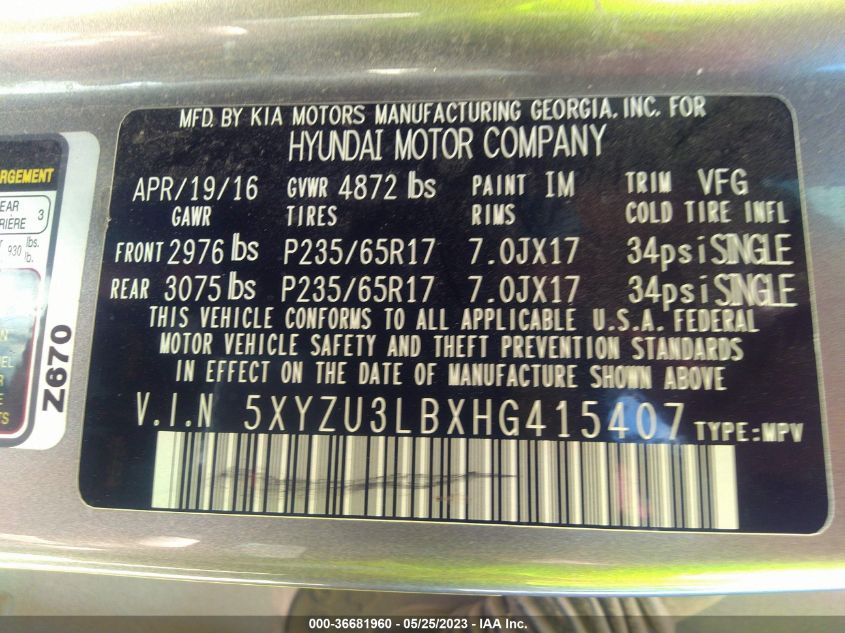 MFD. BY KIA MOTORS MANUFACTURING GEORGIA, INC. FOR
HYUNDAI MOTOR COMPANY
APR/19/16 GVWR 4872 lbs PAINT IM TRIM VFG
GAWR TIRES RIMS COLD TIRE INFL
FRONT 2976 lbs P235/65R17 7.0JX17 34psi SINGLE
REAR 3075 lbs P235/65R17 7.0JX17 34psi SINGLE
THIS VEHICLE CONFORMS TO ALL APPLICABLE U.S.A. FEDERAL
MOTOR VEHICLE SAFETY AND THEFT PREVENTION STANDARDS
IN EFFECT ON THE DATE OF MANUFACTURE SHOWN ABOVE
V.I.N 5XYZU3LBXHG415407 TYPE:MPV
3
lbs.
930 lb.
Z670
000-36681960 — 05/25/2023 — IAA Inc.